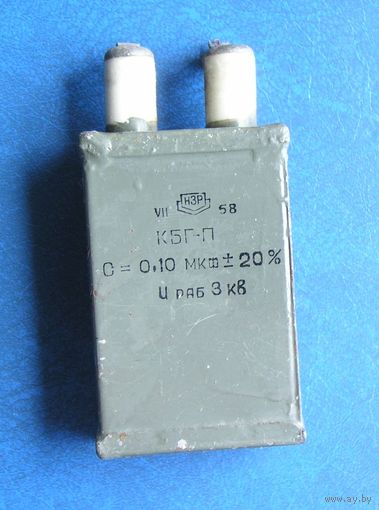 VII НЗР 58
КБГ-П
С = 0,10 мкф ± 20%
U раб 3 кв
www.ay.by